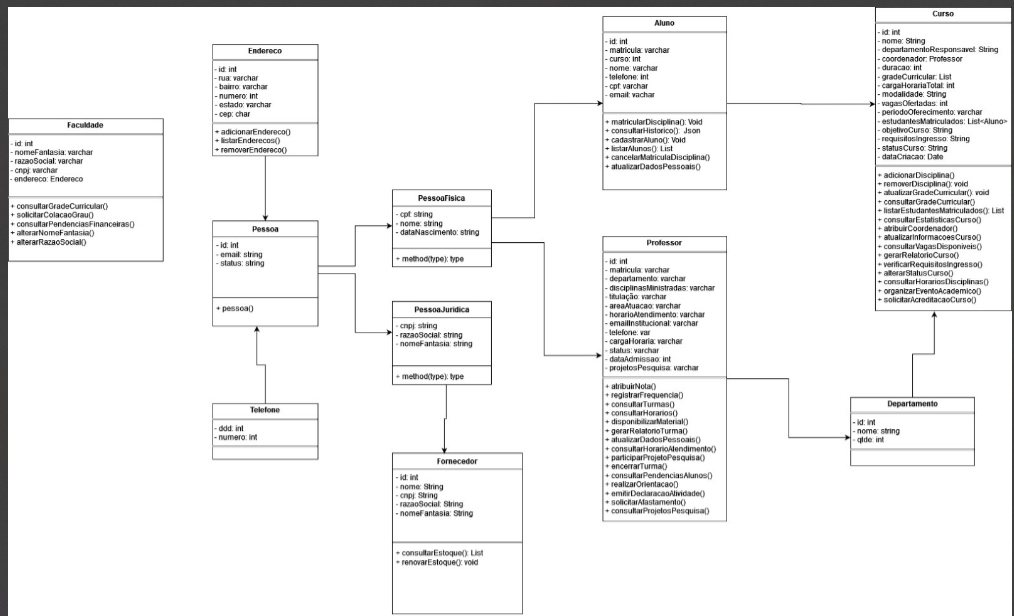 Faculdade
- id: int
- nomeFantasia: varchar
- razaoSocial: varchar
- cnpj: varchar
- endereco: Endereco
+ consultarGradeCurricular()
+ solicitarColacaoGrau()
+ consultarPendenciasFinanceiras()
+ alterarNomeFantasia()
+ alterarRazaoSocial()
Endereco
- id: int
- rua: varchar
- bairro: varchar
- numero: int
- estado: varchar
- cep: char
+ adicionarEndereco()
+ listarEnderecos()
+ removerEndereco()
Pessoa
- id: int
- email: string
- status: string
+ pessoa()
Telefone
- ddd: int
- numero: int
PessoaFisica
- cpf: string
- nome: string
- dataNascimento: string
+ method(type): type
PessoaJuridica
- cnpj: string
- razaoSocial: string
- nomeFantasia: string
+ method(type): type
Fornecedor
- id: int
- nome: String
- cnpj: String
- razaoSocial: String
- nomeFantasia: String
+ consultarEstoque(): List
+ renovarEstoque(): void
Aluno
- id: int
- matricula: varchar
- curso: int
- nome: varchar
- telefone: int
- cpf: varchar
- email: vachar
+ matricularDisciplina(): Void
+ consultarHistorico(): Json
+ cadastrarAluno(): Void
+ listarAlunos(): List
+ cancelarMatriculaDisciplina()
+ atualizarDadosPessoais()
Professor
- id: int
- matricula: varchar
- departamento: varchar
- disciplinasMinistradas: varchar
- titulação: varchar
- areaAtuacao: varchar
- horarioAtendimento: varchar
- emailInstitucional: varchar
- telefone: var
- cargaHoraria: varchar
- status: varchar
- dataAdmissao: int
- projetosPesquisa: varchar
+ atribuirNota()
+ registrarFrequencia()
+ consultarTurmas()
+ consultarHorarios()
+ disponibilizarMaterial()
+ gerarRelatorioTurma()
+ atualizarDadosPessoais()
+ consultarHorarioAtendimento()
+ participarProjetoPesquisa()
+ encerrarTurma()
+ consultarPendenciasAlunos()
+ realizarOrientacao()
+ emitirDeclaracaoAtividade()
+ solicitarAfastamento()
+ consultarProjetosPesquisa()
Curso
- id: int
- nome: String
- departamentoResponsavel: String
- coordenador: Professor
- duracao: int
- gradeCurricular: List
- cargaHorariaTotal: int
- modalidade: String
- vagasOfertadas: int
- periodoOferecimento: varchar
- estudantesMatriculados: List<Aluno>
- objetivoCurso: String
- requisitosIngresso: String
- statusCurso: String
- dataCriacao: Date
+ adicionarDisciplina()
+ removerDisciplina(): void
+ atualizarGradeCurricular(): void
+ consultarGradeCurricular()
+ listarEstudantesMatriculados(): List
+ consultarEstatisticasCurso()
+ atribuirCoordenador()
+ atualizarInformacoesCurso()
+ consultarVagasDisponiveis()
+ gerarRelatorioCurso()
+ verificarRequisitosIngresso()
+ alterarStatusCurso()
+ consultarHorariosDisciplinas()
+ organizarEventoAcademico()
+ solicitarAcreditacaoCurso()
Departamento
- id: int
- nome: string
- qtde: int